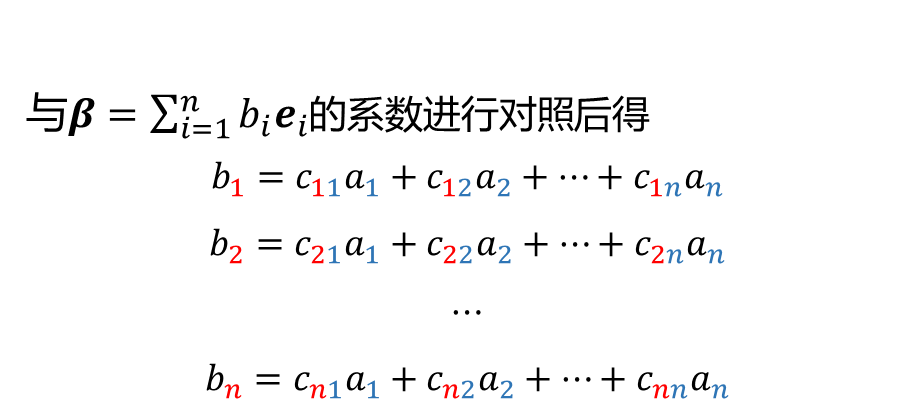 与𝜷 = ∑ⁿᵢ₌₁ bᵢ𝒆ᵢ的系数进行对照后得
b₁ = c₁₁a₁ + c₁₂a₂ + ⋯ + c₁ₙaₙ
b₂ = c₂₁a₁ + c₂₂a₂ + ⋯ + c₂ₙaₙ
⋯
bₙ = cₙ₁a₁ + cₙ₂a₂ + ⋯ + cₙₙaₙ